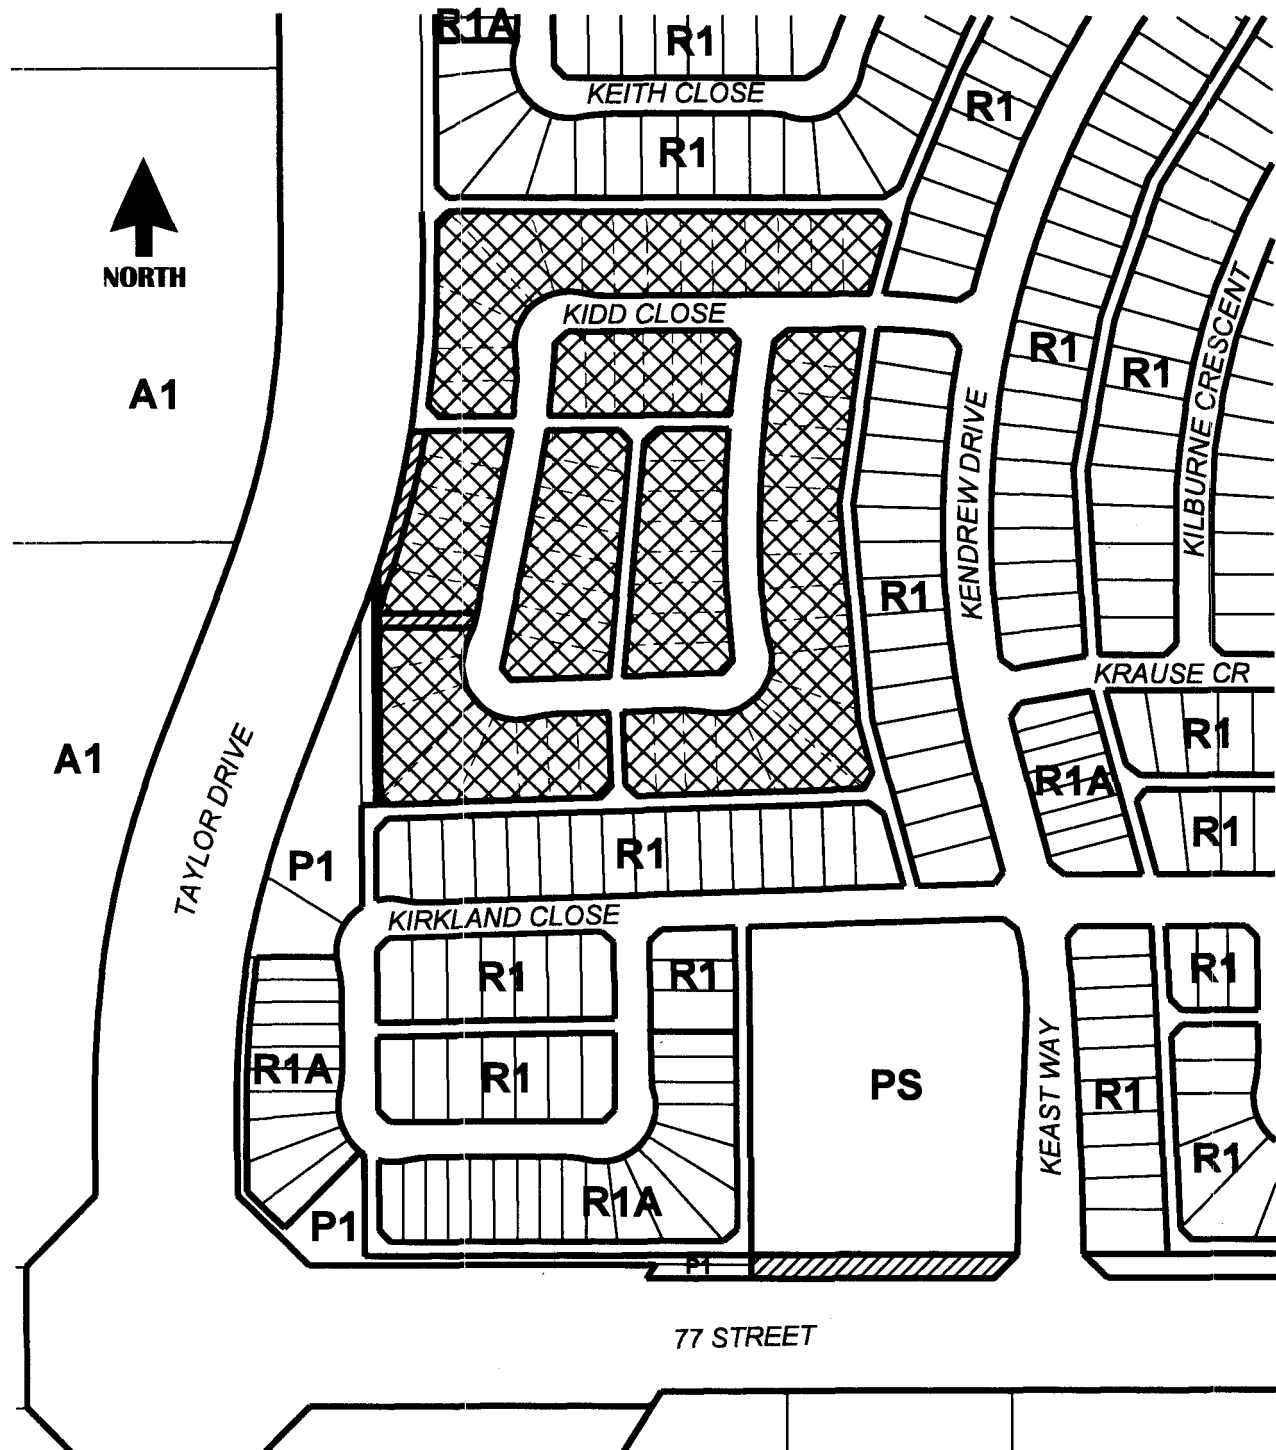 R1A
R1
KEITH CLOSE
R1
R1
NORTH
KIDD CLOSE
A1
R1
R1
KILBURNE CRESCENT
KENDREW DRIVE
R1
KRAUSE CR
TAYLOR DRIVE
A1
R1
R1A
R1
P1
R1
KIRKLAND CLOSE
R1
R1
R1
R1A
R1
PS
KEAST WAY
R1
R1
P1
R1A
P1
77 STREET